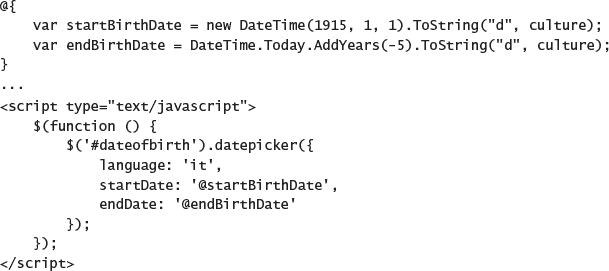 @{
    var startBirthDate = new DateTime(1915, 1, 1).ToString("d", culture);
    var endBirthDate = DateTime.Today.AddYears(-5).ToString("d", culture);
}
...
<script type="text/javascript">
    $(function () {
        $('#dateofbirth').datepicker({
            language: 'it',
            startDate: '@startBirthDate',
            endDate: '@endBirthDate'
        });
    });
</script>